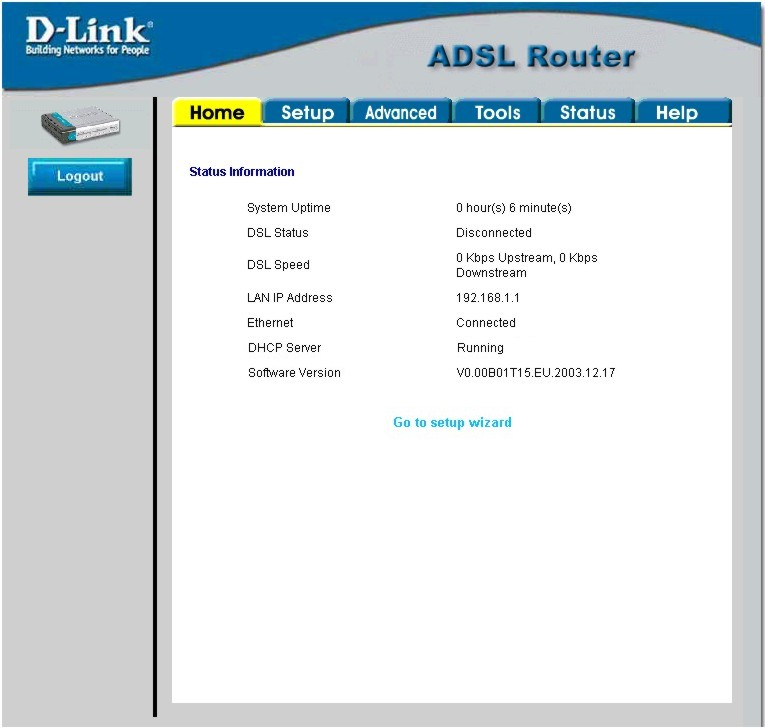 D-Link®
Building Networks for People
ADSL Router
Home Setup Advanced Tools Status Help
Logout
Status Information
System Uptime 0 hour(s) 6 minute(s)
DSL Status Disconnected
DSL Speed 0 Kbps Upstream, 0 Kbps
Downstream
LAN IP Address 192.168.1.1
Ethernet Connected
DHCP Server Running
Software Version V0.00B01T15.EU.2003.12.17
Go to setup wizard